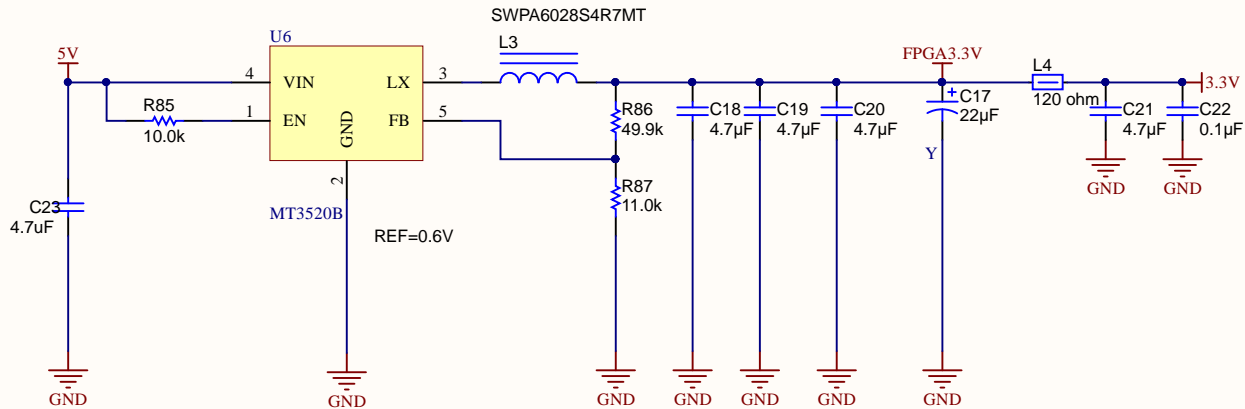 SWPA6028S4R7MT
U6
L3
5V
FPGA3.3V
L4
4
VIN
LX
3
3.3V
R85
10.0k
1
EN
FB
5
GND
2
R86
49.9k
C18
4.7µF
C19
4.7µF
C20
4.7µF
C17
22µF
+
Y
120 ohm
C21
4.7µF
C22
0.1µF
GND
GND
R87
11.0k
C23
4.7uF
MT3520B
REF=0.6V
GND
GND
GND
GND
GND
GND
GND